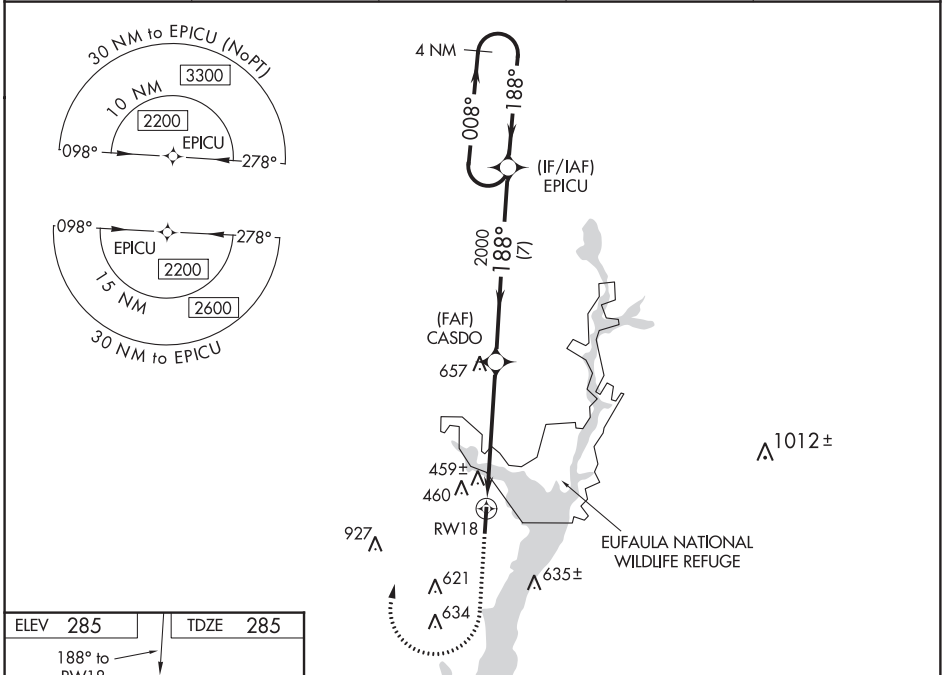 30 NM to EPICU (NoPT)
3300
10 NM
2200
EPICU
098°
278°
098°
278°
EPICU
2200
15 NM
2600
30 NM to EPICU
4 NM
008°
188°
(IF/IAF)
EPICU
2000
188°
(7)
(FAF)
CASDO
657
1012±
459±
460
RW18
927
EUFAULA NATIONAL
WILDLIFE REFUGE
621
635±
634
ELEV 285
TDZE 285
188° to
RW18